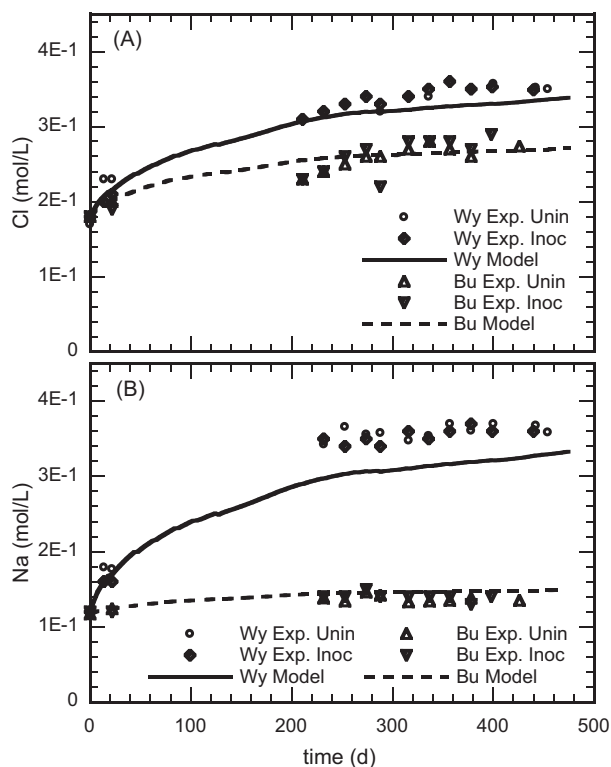 (A)
4E-1
3E-1
2E-1
1E-1
0
Cl (mol/L)
Wy Exp. Unin
Wy Exp. Inoc
Wy Model
Bu Exp. Unin
Bu Exp. Inoc
Bu Model
(B)
4E-1
3E-1
2E-1
1E-1
0
Na (mol/L)
Wy Exp. Unin Bu Exp. Unin
Wy Exp. Inoc Bu Exp. Inoc
Wy Model Bu Model
0 100 200 300 400 500
time (d)